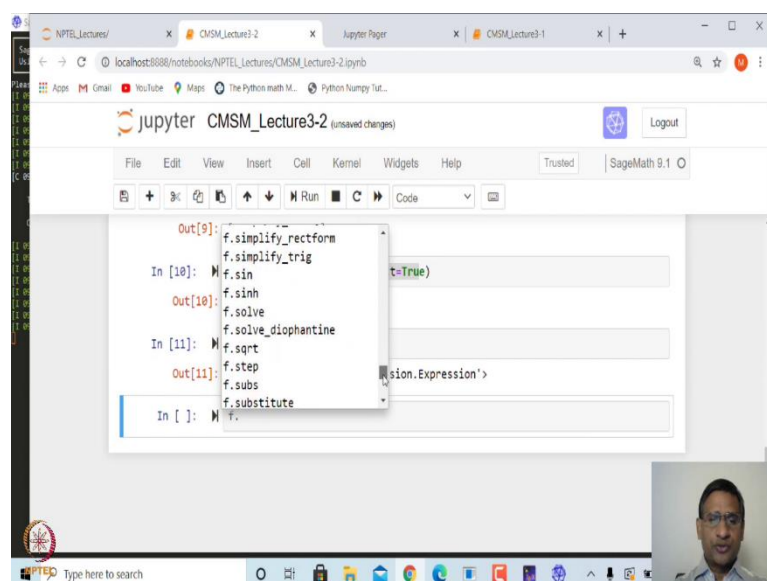 NPTEL_Lectures/
CMSM_Lecture3-2
Jupyter Pager
CMSM_Lecture3-1
localhost:8888/notebooks/NPTEL_Lectures/CMSM_Lecture3-2.ipynb
M
Apps
Gmail
YouTube
Maps
The Python math M...
Python Numpy Tut...
jupyter CMSM_Lecture3-2 (unsaved changes)
Logout
File Edit View Insert Cell Kernel Widgets Help
Trusted
SageMath 9.1
Run
Code
Out[9]:
f.simplify_rectform
f.simplify_trig
In [10]:
f.sin
t=True)
f.sinh
Out[10]:
f.solve
f.solve_diophantine
In [11]:
f.sqrt
f.step
Out[11]:
sion.Expression'>
f.subs
f.substitute
In [ ]:
f.
Type here to search